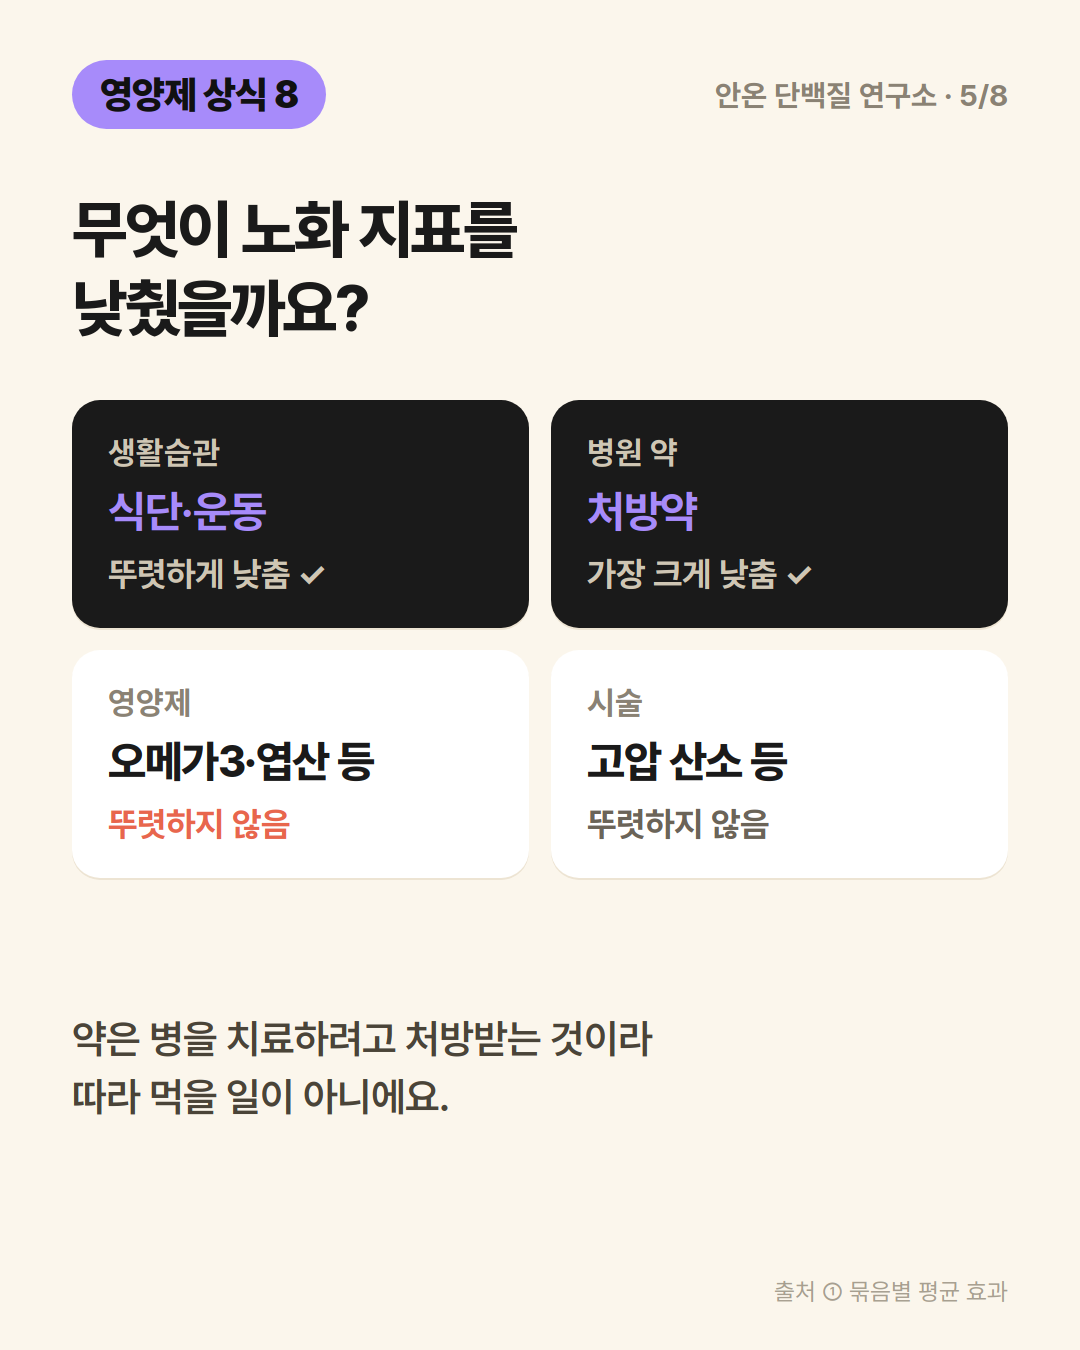 영양제 상식 8
안온 단백질 연구소 · 5/8
무엇이 노화 지표를
낮췄을까요?
생활습관
식단·운동
뚜렷하게 낮춤 ✓
병원 약
처방약
가장 크게 낮춤 ✓
영양제
오메가3·엽산 등
뚜렷하지 않음
시술
고압 산소 등
뚜렷하지 않음
약은 병을 치료하려고 처방받는 것이라
따라 먹을 일이 아니에요.
출처 ① 묶음별 평균 효과